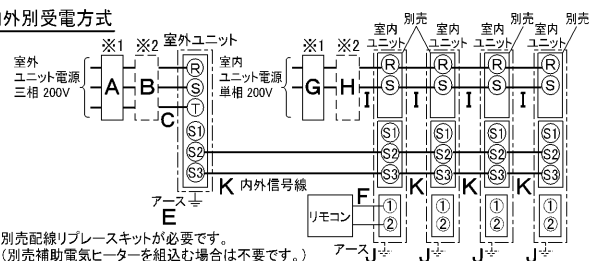 内外別受電方式
※1 ※2 室外ユニット
室外
ユニット電源
三相 200V
A B C
R
S
T
S1
S2
S3
アース
E
※1 ※2
室内
ユニット電源
単相 200V
G H
室内
ユニット
別売
室内
ユニット
室内
ユニット
別売
室内
ユニット
別売
R R R R
S S S S
I I I I
S1 S1 S1 S1
S2 S2 S2 S2
S3 S3 S3 S3
K 内外信号線 K K K
リモコン F
① ① ① ①
② ② ② ②
アース J J J J
別売配線リプレースキットが必要です。
(別売補助電気ヒーターを組込む場合は不要です。)